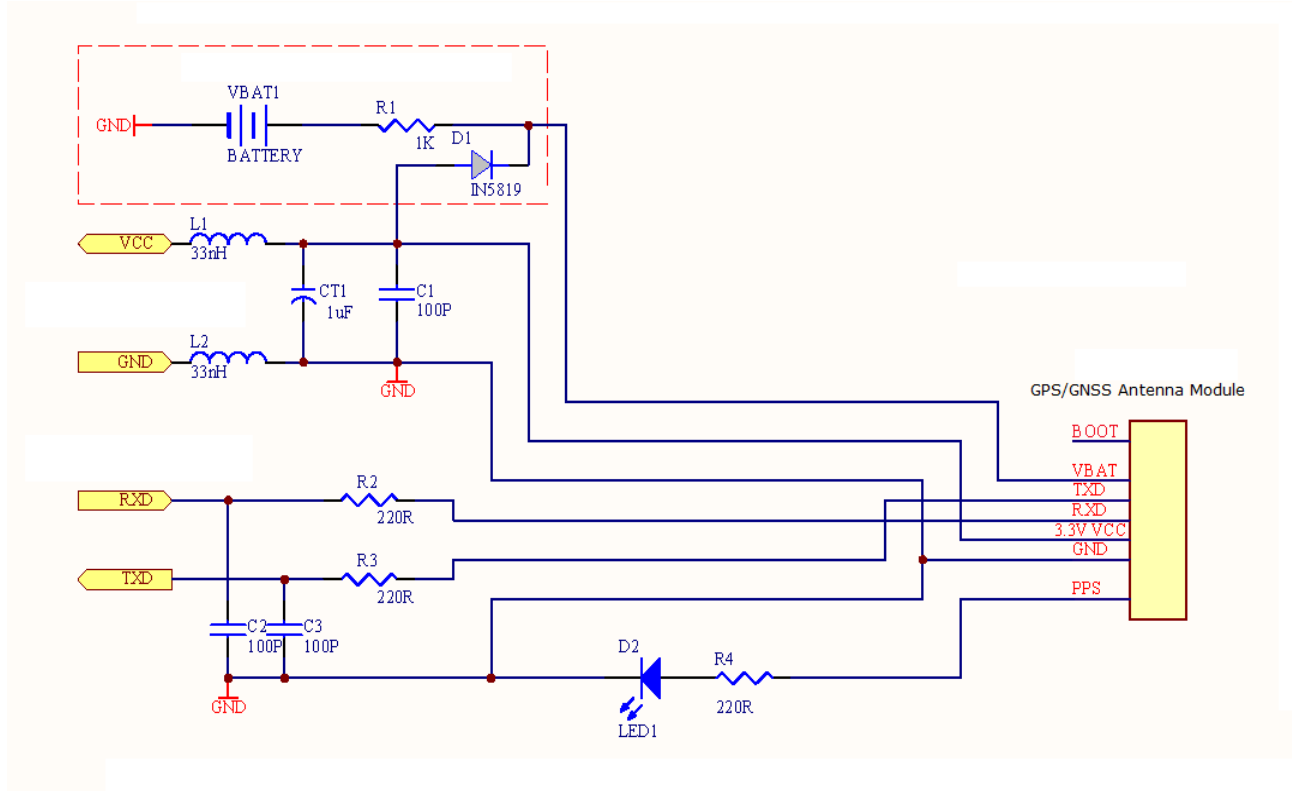 VBAT1
R1
GND
1K
D1
BATTERY
IN5819
L1
VCC
33nH
CT1
1uF
C1
100P
L2
GND
33nH
GND
GPS/GNSS Antenna Module
BOOT
VBAT
TXD
RXD
3.3V VCC
GND
PPS
RXD
R2
220R
TXD
R3
220R
C2
100P
C3
100P
GND
D2
LED1
R4
220R